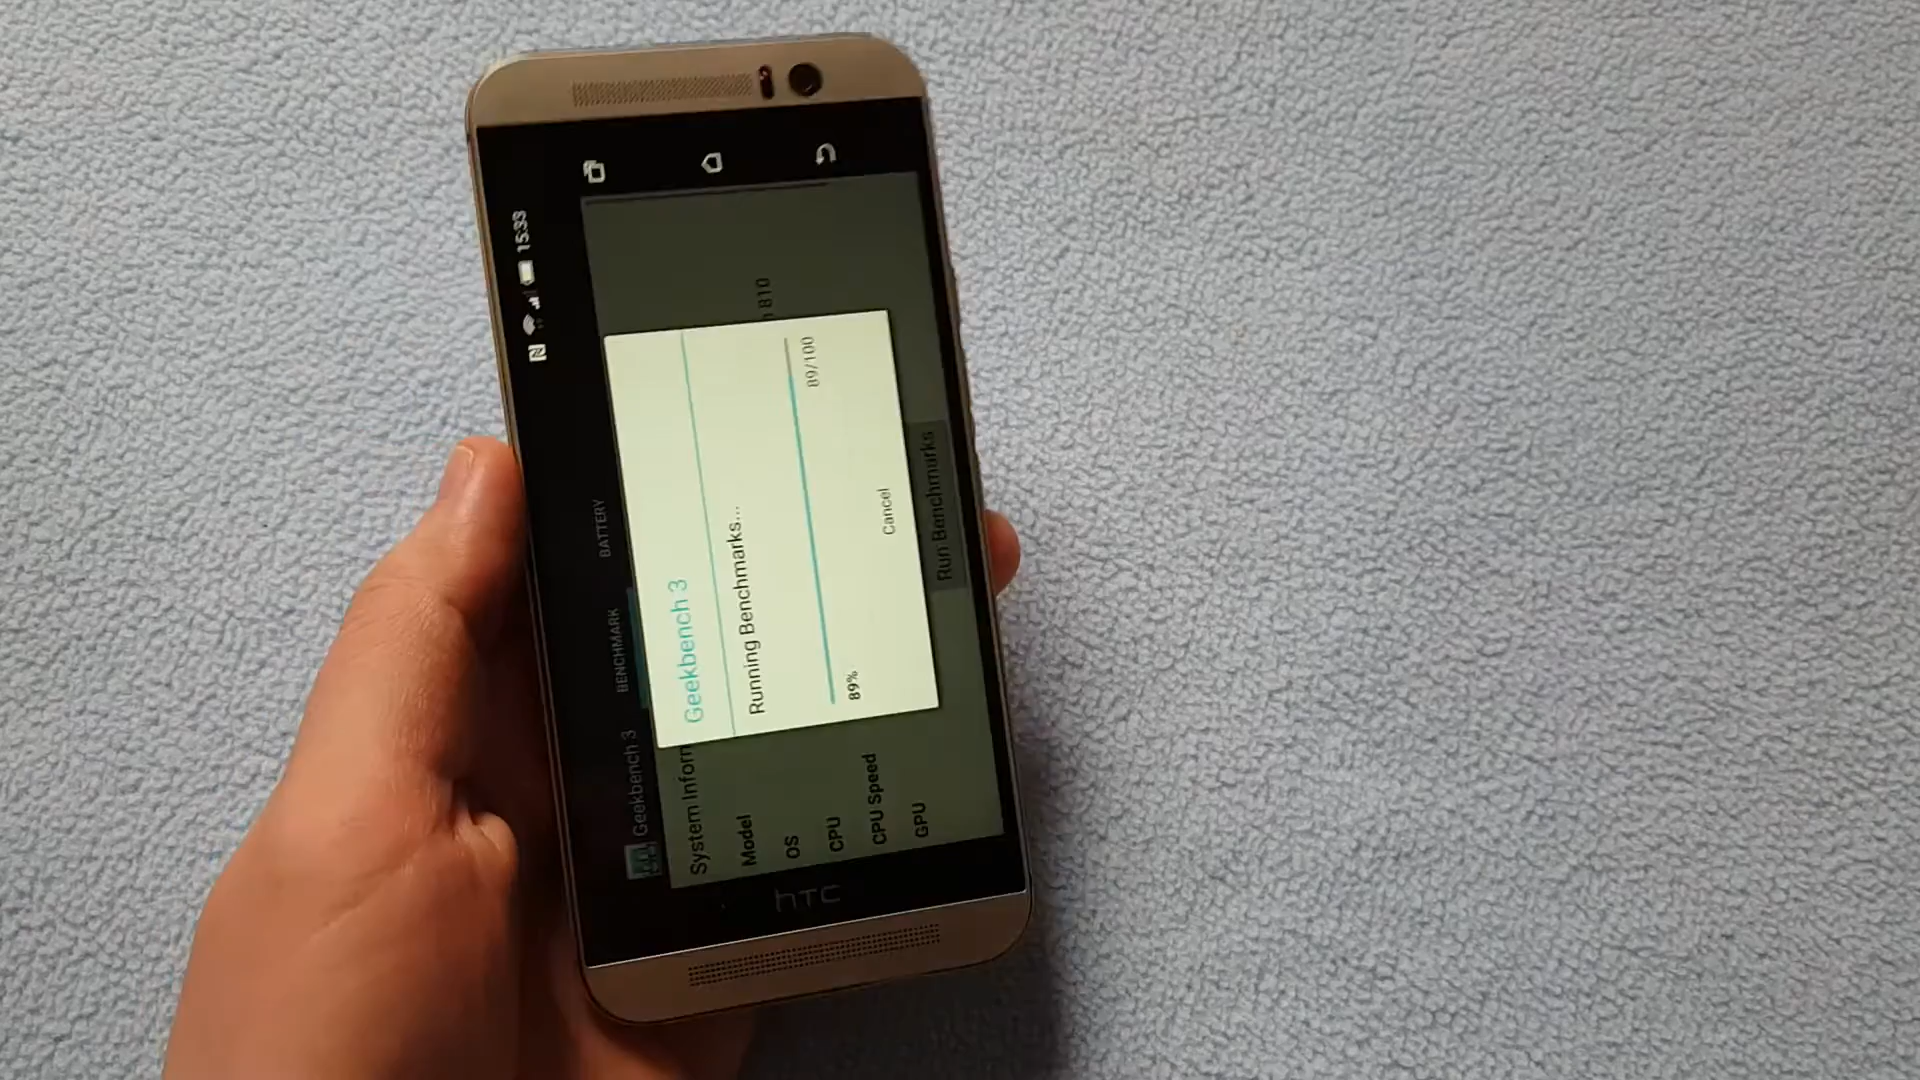 15:33
Geekbench 3
BENCHMARK
BATTERY
System Inform
Geekbench 3
Running Benchmarks...
89%
89/100
Cancel
Model
OS
CPU
810
CPU Speed
GPU
Run Benchmarks
hTC